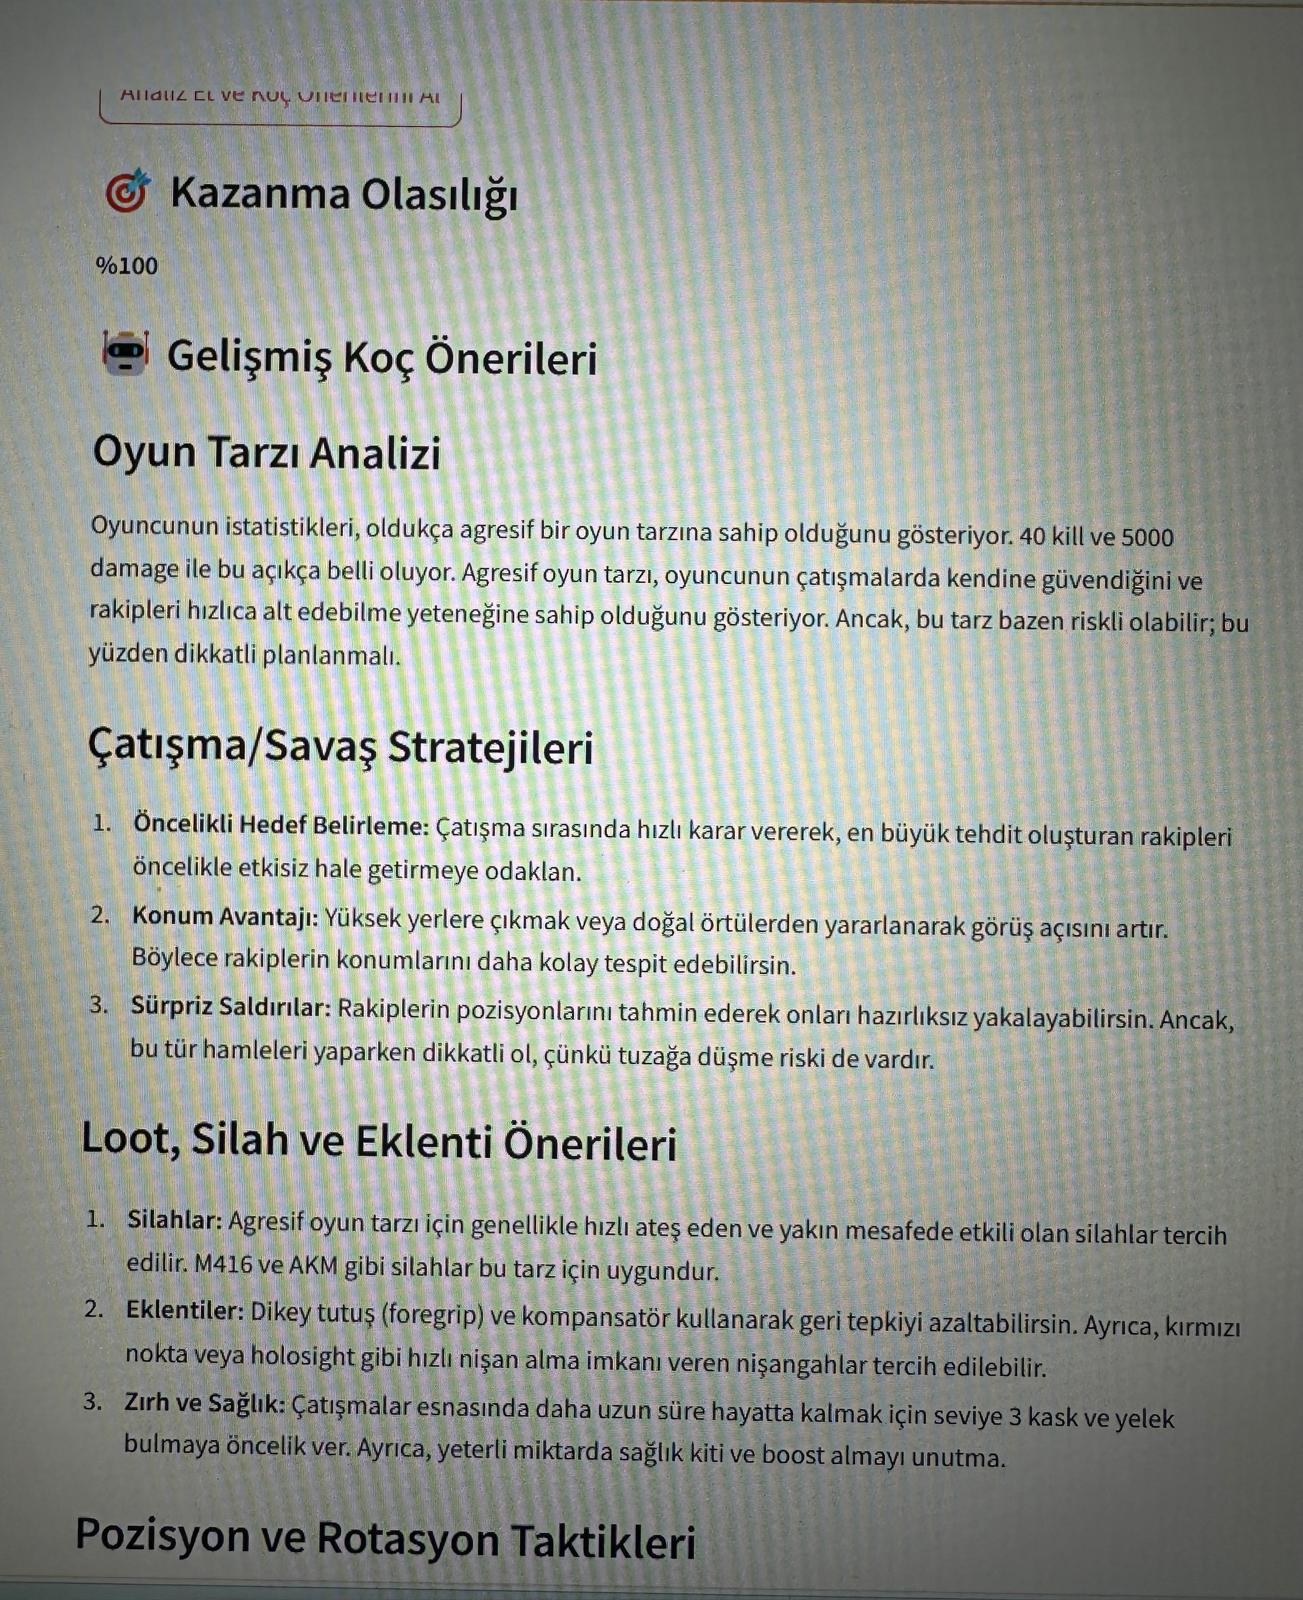 Analiz Et ve Koç Önerilerini Al
Kazanma Olasılığı
%100
Gelişmiş Koç Önerileri
Oyun Tarzı Analizi
Oyuncunun istatistikleri, oldukça agresif bir oyun tarzına sahip olduğunu gösteriyor. 40 kill ve 5000
damage ile bu açıkça belli oluyor. Agresif oyun tarzı, oyuncunun çatışmalarda kendine güvendiğini ve
rakipleri hızlıca alt edebilme yeteneğine sahip olduğunu gösteriyor. Ancak, bu tarz bazen riskli olabilir; bu
yüzden dikkatli planlanmalı.
Çatışma/Savaş Stratejileri
1. Öncelikli Hedef Belirleme: Çatışma sırasında hızlı karar vererek, en büyük tehdit oluşturan rakipleri
öncelikle etkisiz hale getirmeye odaklan.
2. Konum Avantajı: Yüksek yerlere çıkmak veya doğal örtülerden yararlanarak görüş açısını artır.
Böylece rakiplerin konumlarını daha kolay tespit edebilirsin.
3. Sürpriz Saldırılar: Rakiplerin pozisyonlarını tahmin ederek onları hazırlıksız yakalayabilirsin. Ancak,
bu tür hamleleri yaparken dikkatli ol, çünkü tuzağa düşme riski de vardır.
Loot, Silah ve Eklenti Önerileri
1. Silahlar: Agresif oyun tarzı için genellikle hızlı ateş eden ve yakın mesafede etkili olan silahlar tercih
edilir. M416 ve AKM gibi silahlar bu tarz için uygundur.
2. Eklentiler: Dikey tutuş (foregrip) ve kompansatör kullanarak geri tepkiyi azaltabilirsin. Ayrıca, kırmızı
nokta veya holosight gibi hızlı nişan alma imkanı veren nişangahlar tercih edilebilir.
3. Zırh ve Sağlık: Çatışmalar esnasında daha uzun süre hayatta kalmak için seviye 3 kask ve yelek
bulmaya öncelik ver. Ayrıca, yeterli miktarda sağlık kiti ve boost almayı unutma.
Pozisyon ve Rotasyon Taktikleri